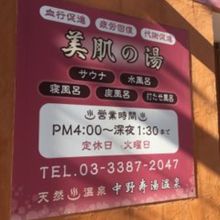 血行促進 疲労回復 代謝促進
美肌の湯
サウナ 水風呂
寝風呂 座風呂 打たせ風呂
♨営業時間♨
PM4:00〜深夜1:30まで
定休日 火曜日
TEL.03-3387-2047
天然♨温泉 中野寿湯温泉